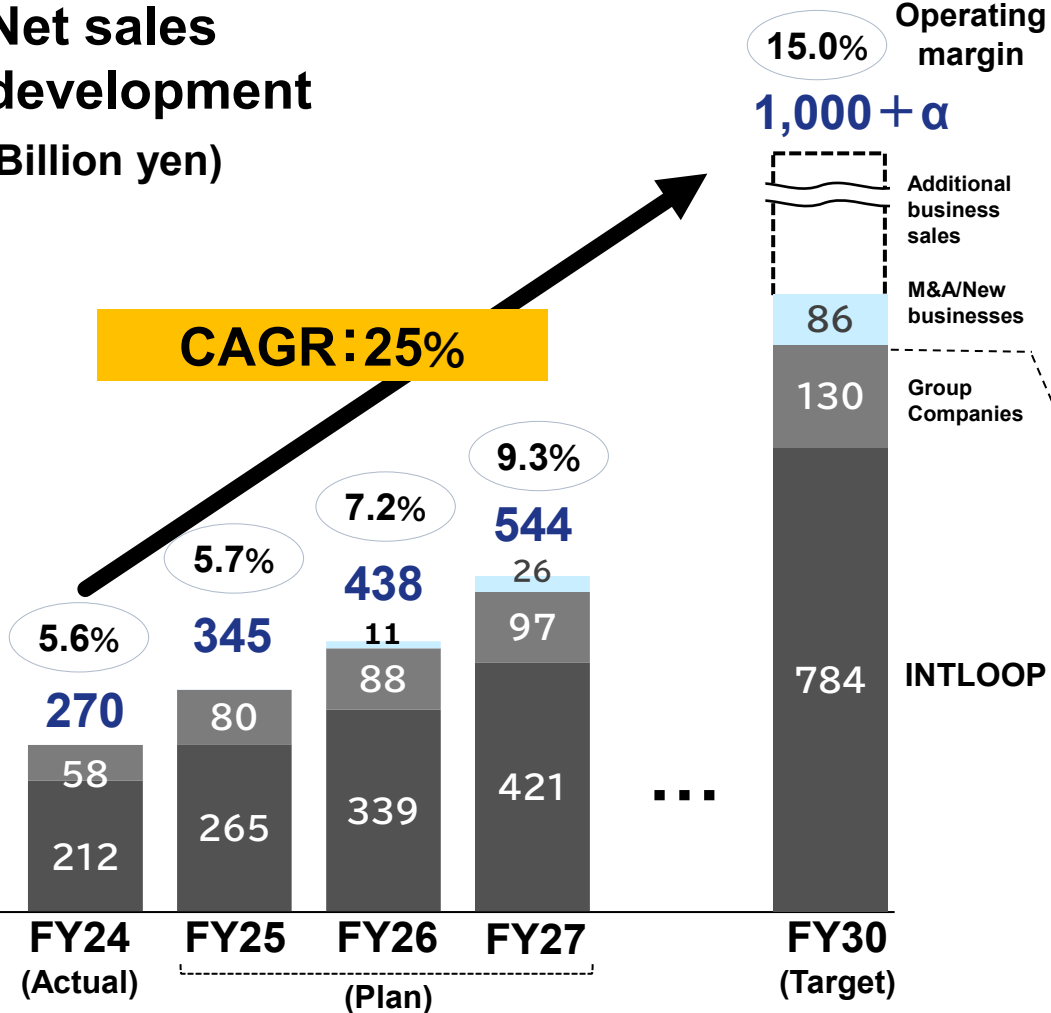 Net sales
development
(Billion yen)
Operating
margin
15.0%
1,000+α
Additional
business
sales
M&A/New
businesses
86
Group
Companies
130
INTLOOP
784
CAGR：25%
9.3%
544
26
97
421
7.2%
438
11
88
339
5.7%
345
80
265
5.6%
270
58
212
...
FY24
(Actual)
FY25
FY26
FY27
(Plan)
FY30
(Target)